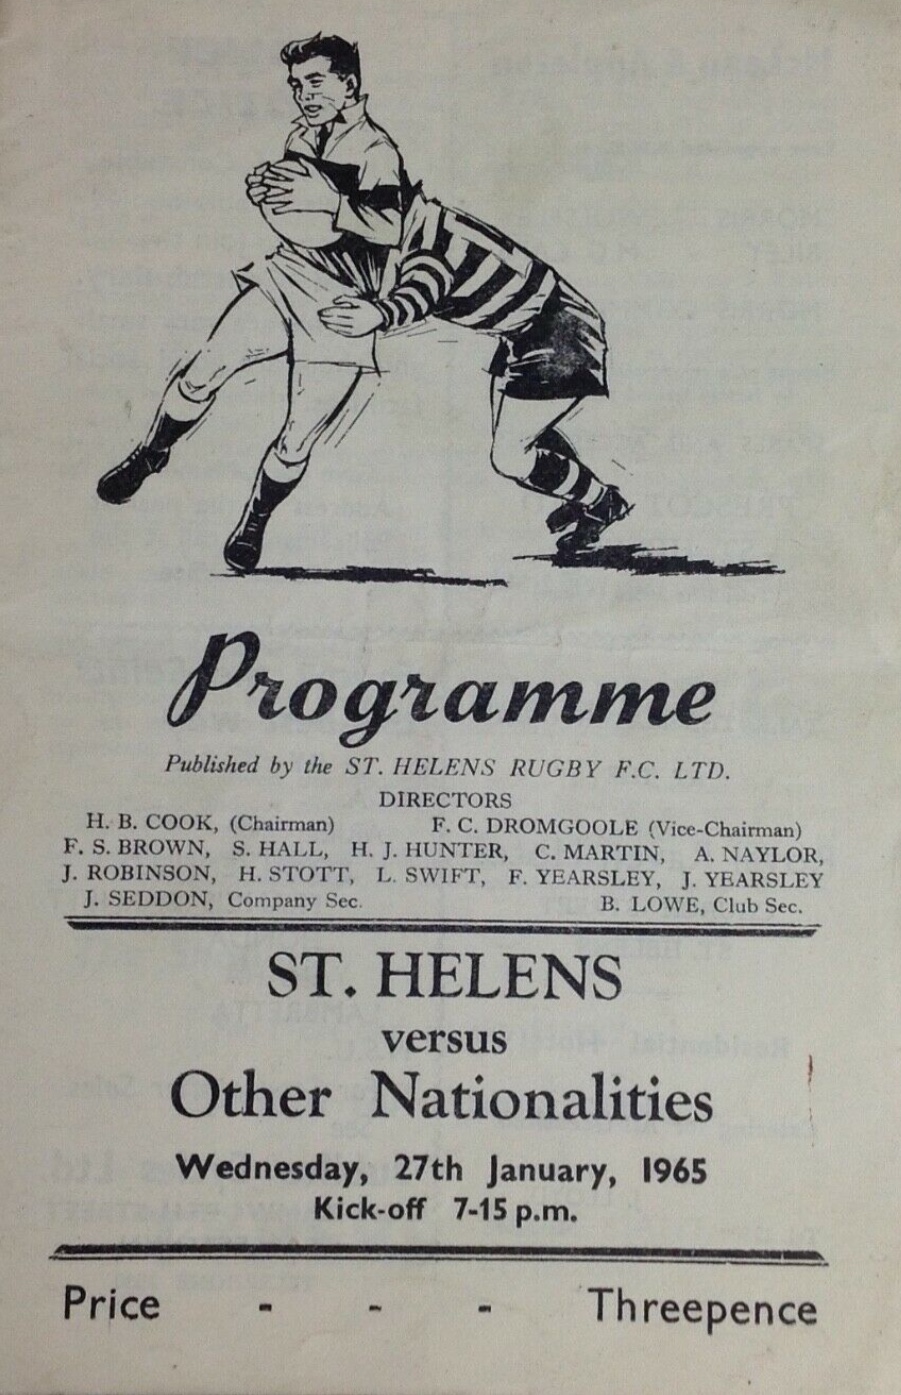 Programme
Published by the ST. HELENS RUGBY F.C. LTD.
DIRECTORS
H. B. COOK, (Chairman) F. C. DROMGOOLE (Vice-Chairman)
F. S. BROWN, S. HALL, H. J. HUNTER, C. MARTIN, A. NAYLOR,
J. ROBINSON, H. STOTT, L. SWIFT, F. YEARSLEY, J. YEARSLEY
J. SEDDON, Company Sec. B. LOWE, Club Sec.
ST. HELENS
versus
Other Nationalities
Wednesday, 27th January, 1965
Kick-off 7-15 p.m.
Price - - - Threepence